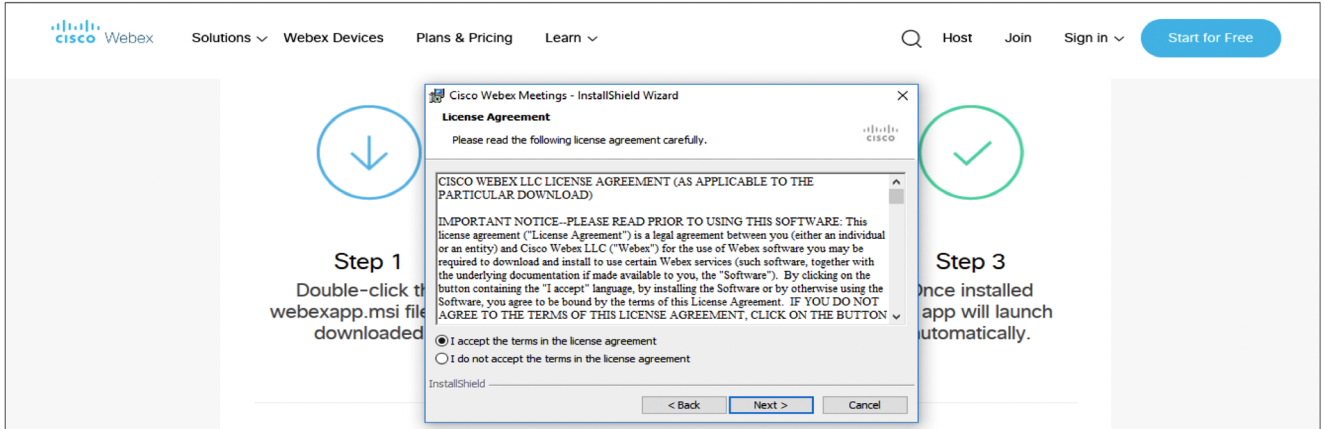 CISCO Webex
Solutions Webex Devices Plans & Pricing Learn Host Join Sign in Start for Free
Cisco Webex Meetings - InstallShield Wizard
License Agreement
Please read the following license agreement carefully.
CISCO
CISCO WEBEX LLC LICENSE AGREEMENT (AS APPLICABLE TO THE
PARTICULAR DOWNLOAD)
IMPORTANT NOTICE--PLEASE READ PRIOR TO USING THIS SOFTWARE: This
license agreement ("License Agreement") is a legal agreement between you (either an individual
or an entity) and Cisco Webex LLC ("Webex") for the use of Webex software you may be
required to download and install to use certain Webex services (such software, together with
the underlying documentation if made available to you, the "Software"). By clicking on the
button containing the "I accept" language, by installing the Software or by otherwise using the
Software, you agree to be bound by the terms of this License Agreement. IF YOU DO NOT
AGREE TO THE TERMS OF THIS LICENSE AGREEMENT, CLICK ON THE BUTTON
I accept the terms in the license agreement
I do not accept the terms in the license agreement
InstallShield
< Back Next > Cancel
Step 1
Double-click
webexapp.msi file
downloaded
Step 3
Once installed
app will launch
automatically.